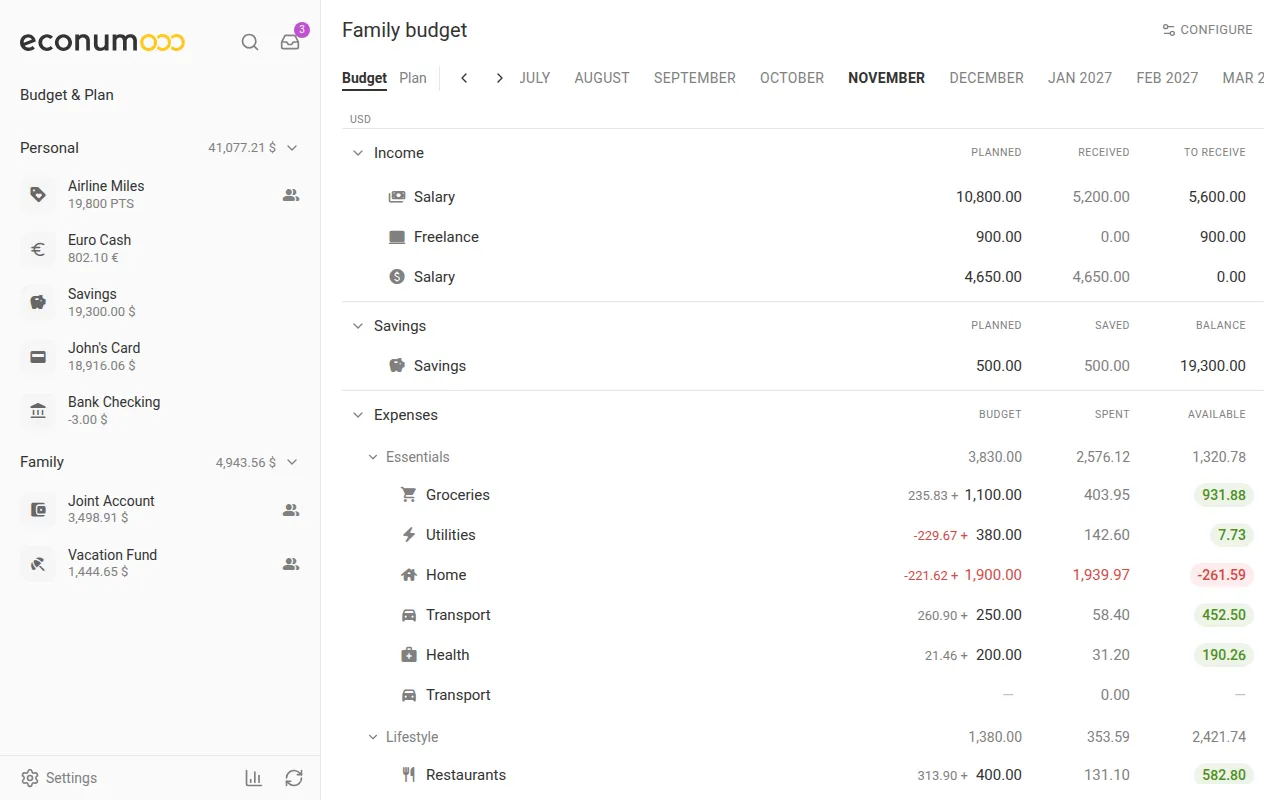 econumo
3
Budget & Plan
Personal 41,077.21 $
Airline Miles
19,800 PTS
Euro Cash
802.10 €
Savings
19,300.00 $
John's Card
18,916.06 $
Bank Checking
-3.00 $
Family 4,943.56 $
Joint Account
3,498.91 $
Vacation Fund
1,444.65 $
Settings
Family budget CONFIGURE
Budget Plan JULY AUGUST SEPTEMBER OCTOBER NOVEMBER DECEMBER JAN 2027 FEB 2027 MAR 2
USD
Income PLANNED RECEIVED TO RECEIVE
Salary 10,800.00 5,200.00 5,600.00
Freelance 900.00 0.00 900.00
Salary 4,650.00 4,650.00 0.00
Savings PLANNED SAVED BALANCE
Savings 500.00 500.00 19,300.00
Expenses BUDGET SPENT AVAILABLE
Essentials 3,830.00 2,576.12 1,320.78
Groceries 235.83 + 1,100.00 403.95 931.88
Utilities -229.67 + 380.00 142.60 7.73
Home -221.62 + 1,900.00 1,939.97 -261.59
Transport 260.90 + 250.00 58.40 452.50
Health 21.46 + 200.00 31.20 190.26
Transport — 0.00 —
Lifestyle 1,380.00 353.59 2,421.74
Restaurants 313.90 + 400.00 131.10 582.80